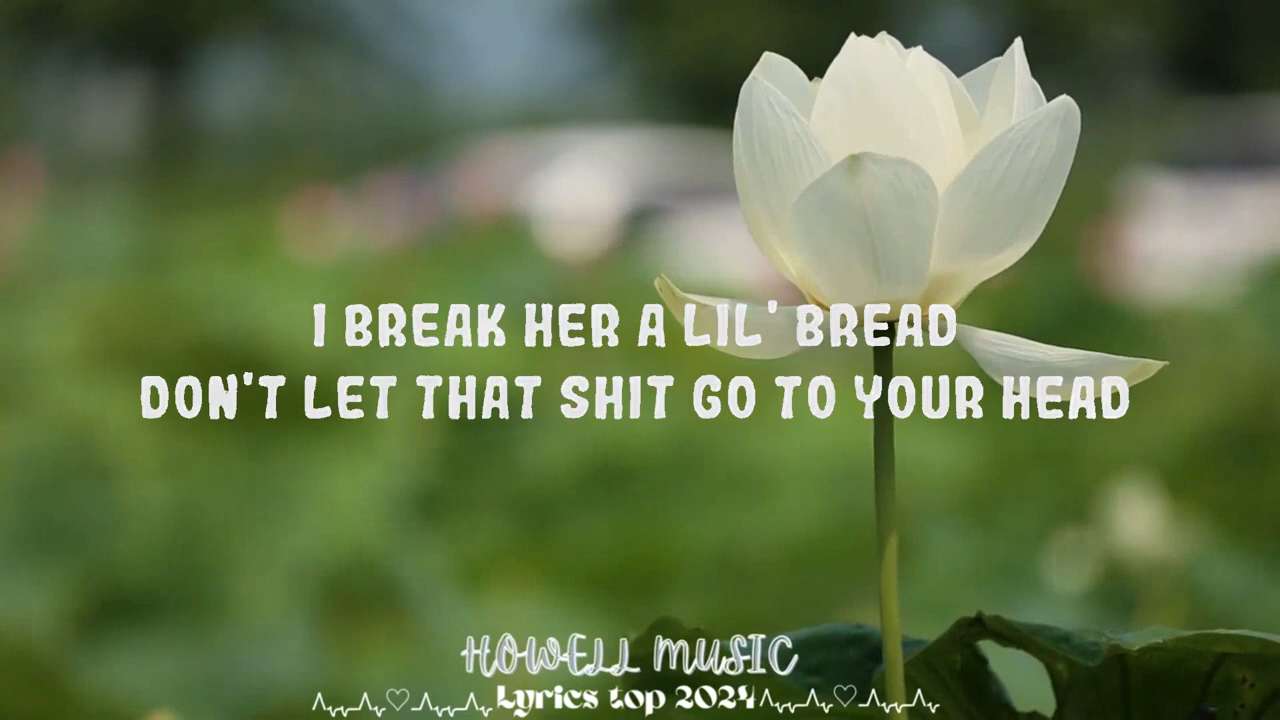 I BREAK HER A LIL' BREAD
DON'T LET THAT SHIT GO TO YOUR HEAD
HOWELL MUSIC
Lyrics top 2024